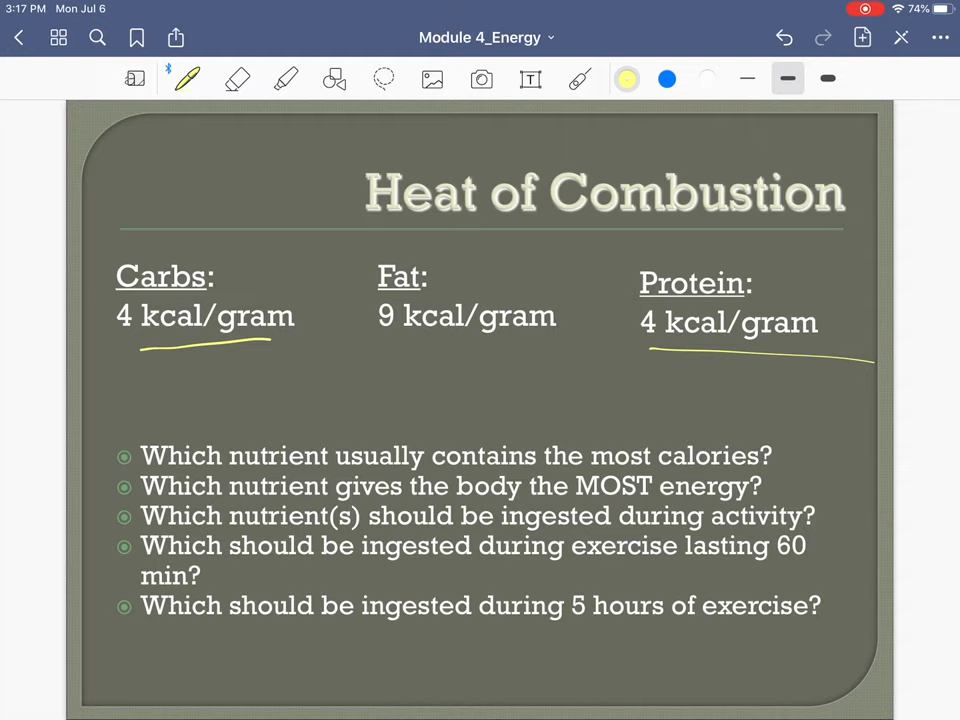 3:17 PM Mon Jul 6
74%
Module 4_Energy
T
Heat of Combustion
Carbs:
4 kcal/gram
Fat:
9 kcal/gram
Protein:
4 kcal/gram
Which nutrient usually contains the most calories?
Which nutrient gives the body the MOST energy?
Which nutrient(s) should be ingested during activity?
Which should be ingested during exercise lasting 60
min?
Which should be ingested during 5 hours of exercise?